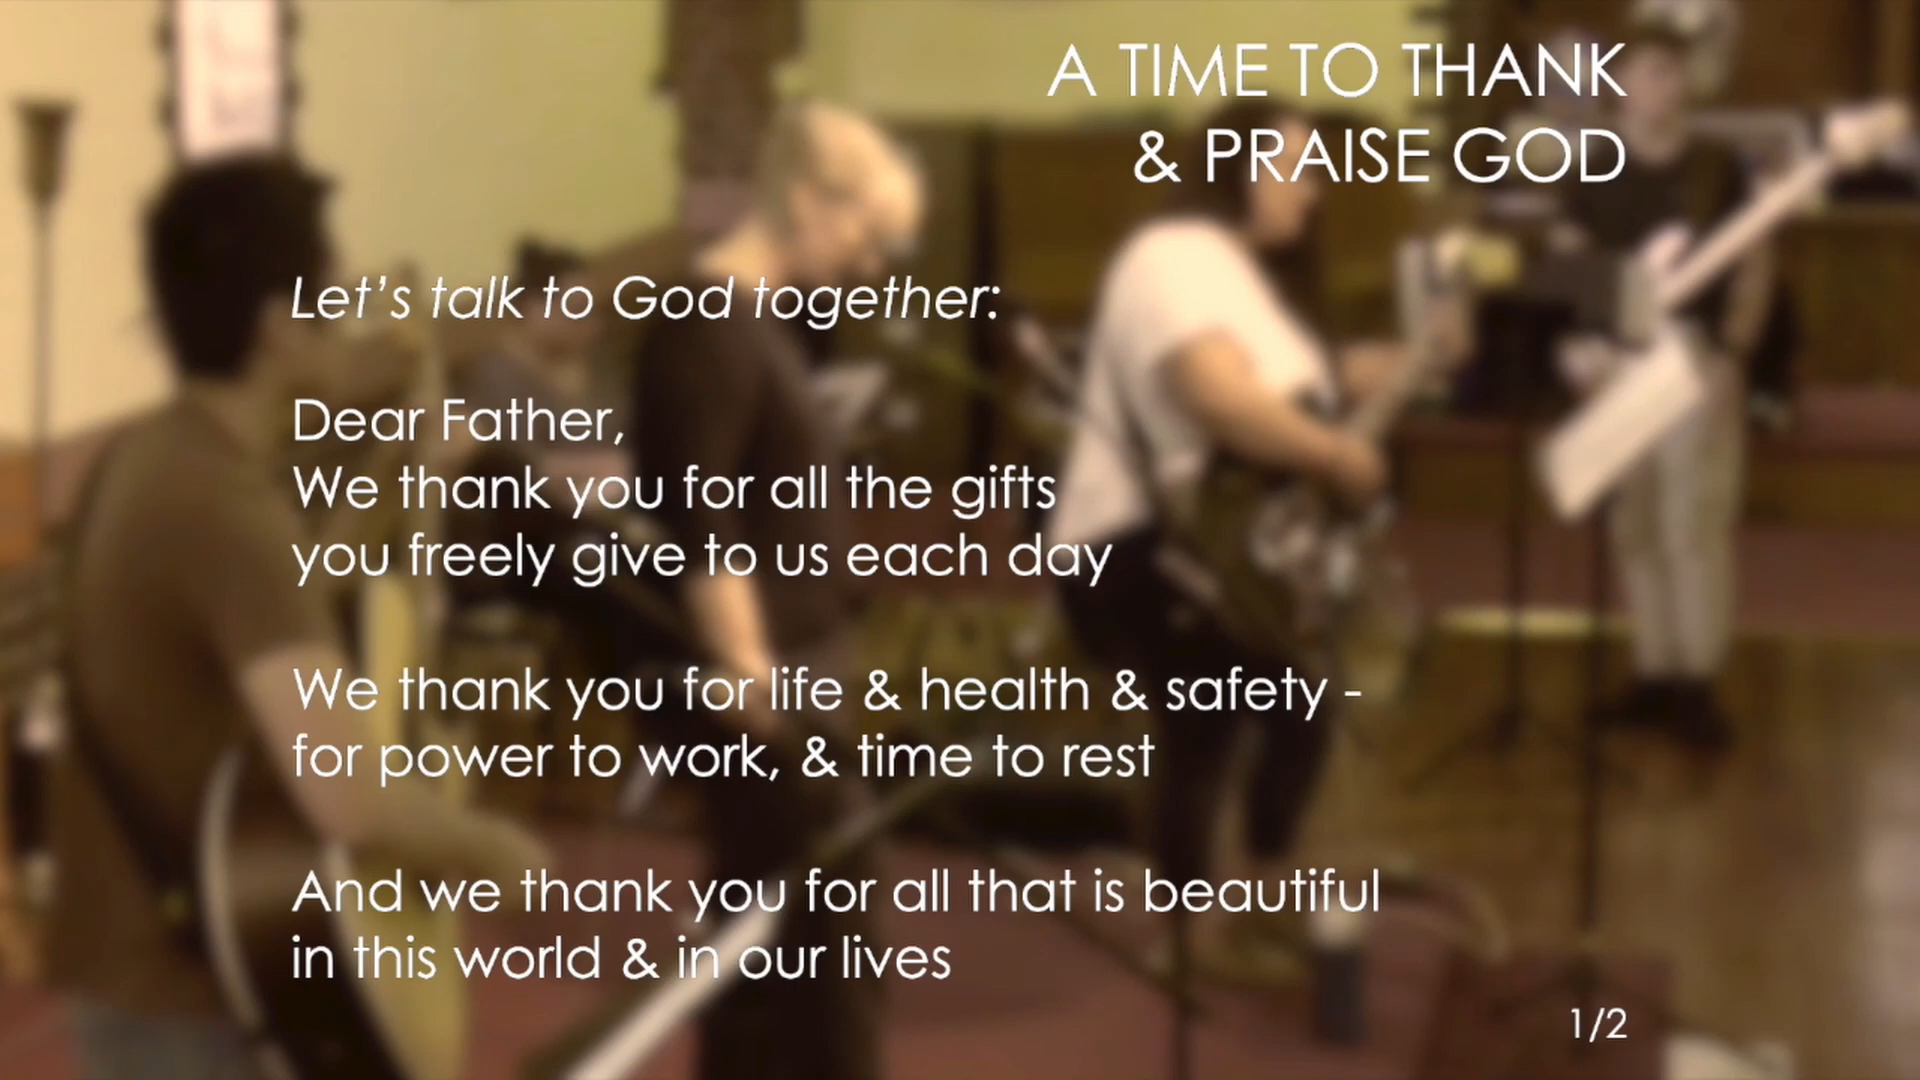 A TIME TO THANK
& PRAISE GOD
Let’s talk to God together:
Dear Father,
We thank you for all the gifts
you freely give to us each day
We thank you for life & health & safety -
for power to work, & time to rest
And we thank you for all that is beautiful
in this world & in our lives
1/2